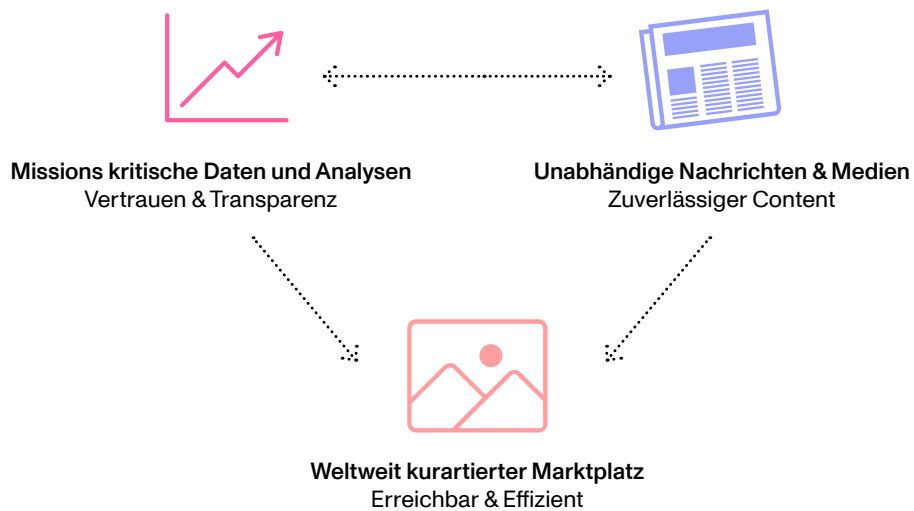 Missions kritische Daten und Analysen
Vertrauen & Transparenz
Unabhändige Nachrichten & Medien
Zuverlässiger Content
Weltweit kurartierter Marktplatz
Erreichbar & Effizient